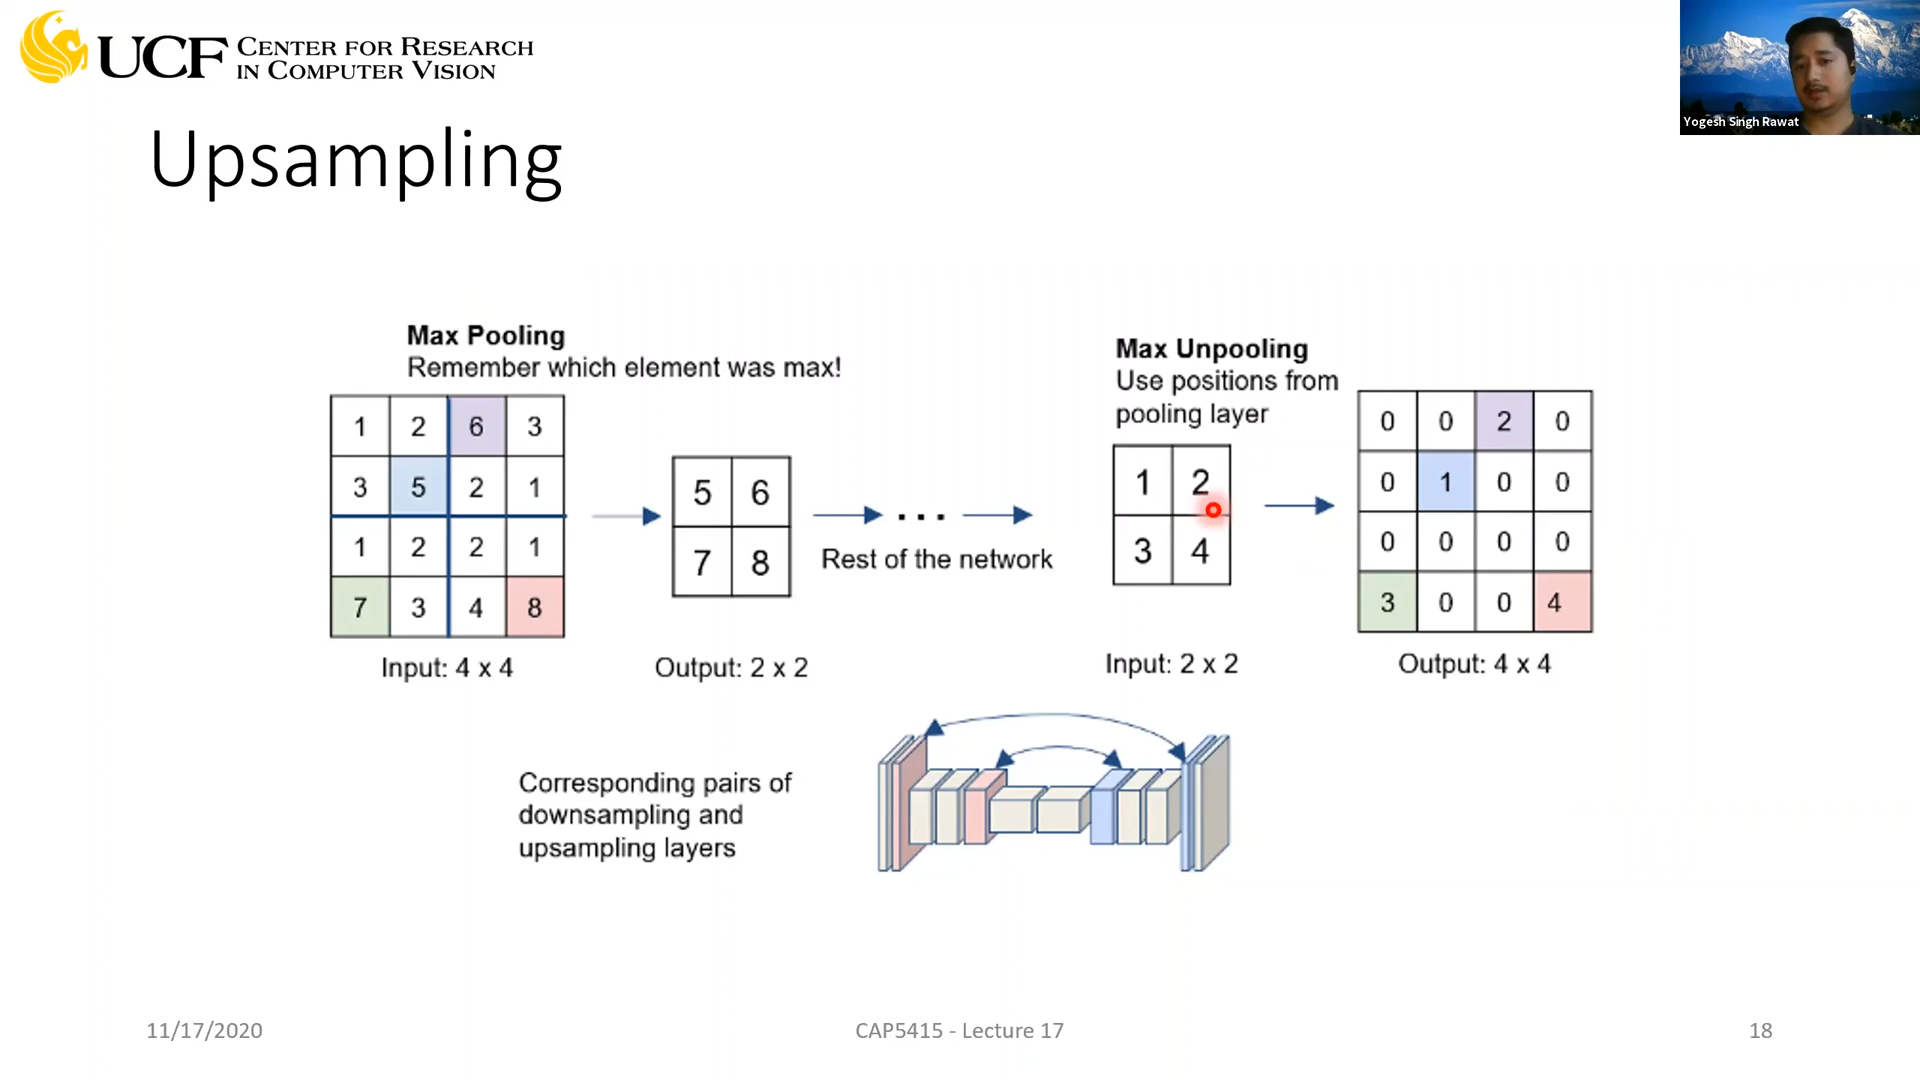 UCF CENTER FOR RESEARCH
IN COMPUTER VISION
Yogesh Singh Rawat
Upsampling
Max Pooling
Remember which element was max!
1 2 6 3
3 5 2 1
1 2 2 1
7 3 4 8
Input: 4 x 4
5 6
7 8
Output: 2 x 2
...
Rest of the network
Max Unpooling
Use positions from
pooling layer
1 2
3 4
Input: 2 x 2
0 0 2 0
0 1 0 0
0 0 0 0
3 0 0 4
Output: 4 x 4
Corresponding pairs of
downsampling and
upsampling layers
11/17/2020
CAP5415 - Lecture 17
18